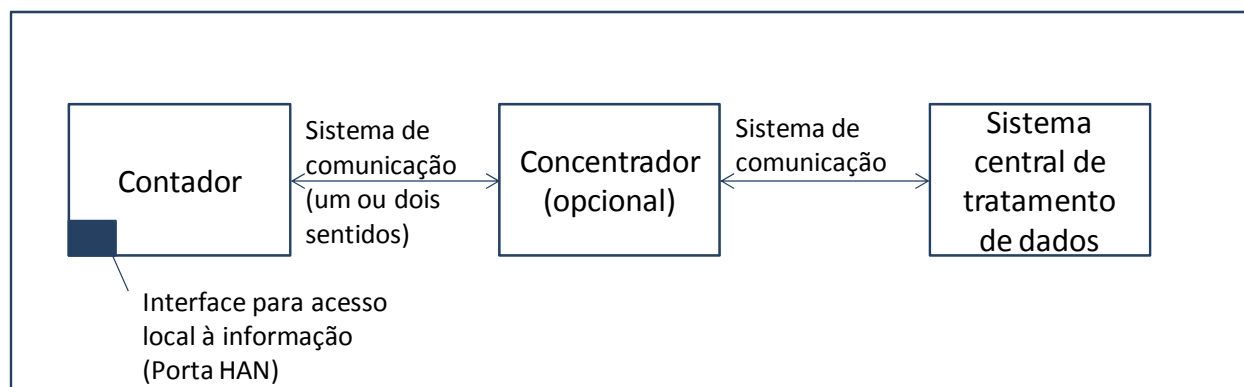 Contador
Sistema de
comunicação
(um ou dois
sentidos)
Concentrador
(opcional)
Sistema de
comunicação
Sistema
central de
tratamento
de dados
Interface para acesso
local à informação
(Porta HAN)